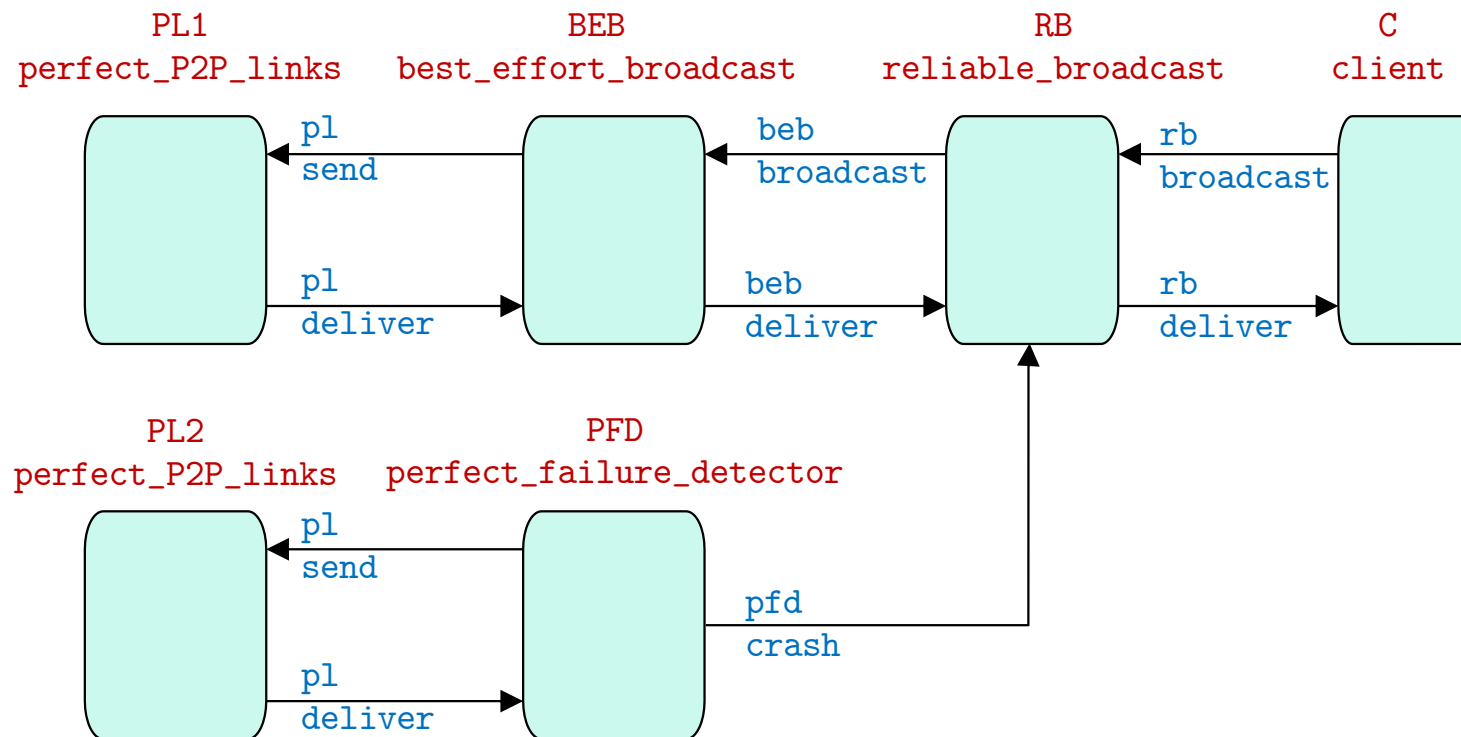 PL1
perfect_P2P_links
BEB
best_effort_broadcast
RB
reliable_broadcast
C
client
pl
send
beb
broadcast
rb
broadcast
pl
deliver
beb
deliver
rb
deliver
PL2
perfect_P2P_links
PFD
perfect_failure_detector
pl
send
pfd
crash
pl
deliver